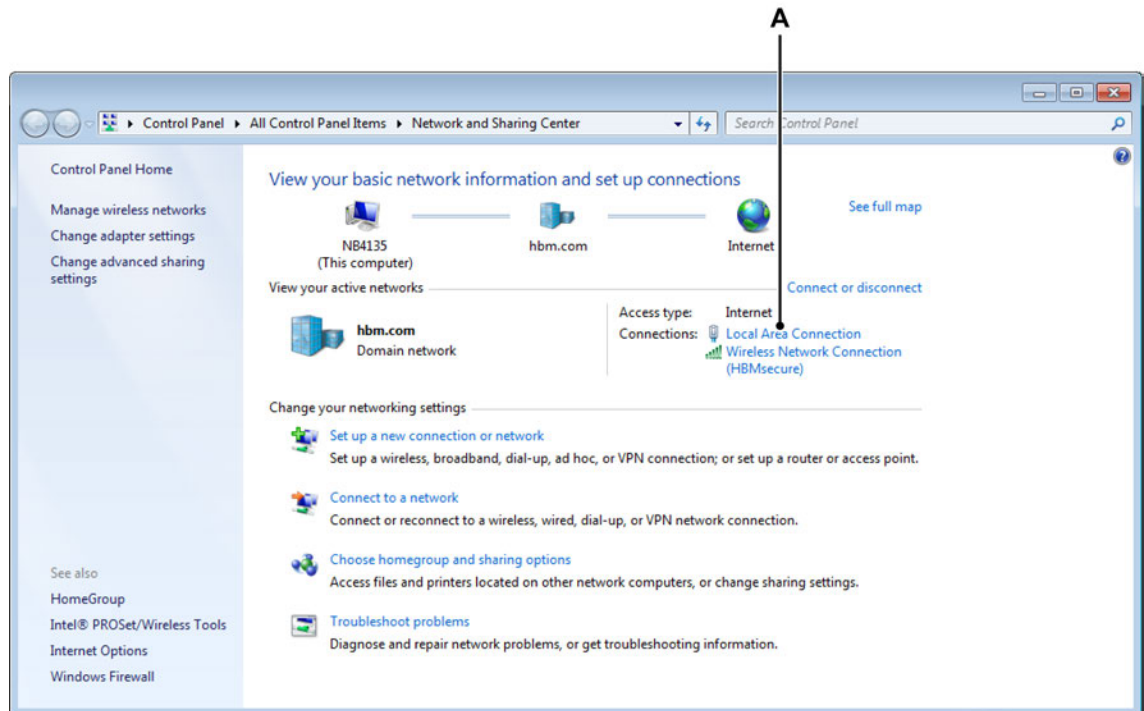 A
Control Panel ▸ All Control Panel Items ▸ Network and Sharing Center
Search Control Panel
Control Panel Home
Manage wireless networks
Change adapter settings
Change advanced sharing
settings
See also
HomeGroup
Intel® PROSet/Wireless Tools
Internet Options
Windows Firewall
View your basic network information and set up connections
See full map
NB4135
(This computer)
hbm.com
Internet
View your active networks
Connect or disconnect
hbm.com
Domain network
Access type: Internet
Connections: Local Area Connection
Wireless Network Connection
(HBMsecure)
Change your networking settings
Set up a new connection or network
Set up a wireless, broadband, dial-up, ad hoc, or VPN connection; or set up a router or access point.
Connect to a network
Connect or reconnect to a wireless, wired, dial-up, or VPN network connection.
Choose homegroup and sharing options
Access files and printers located on other network computers, or change sharing settings.
Troubleshoot problems
Diagnose and repair network problems, or get troubleshooting information.